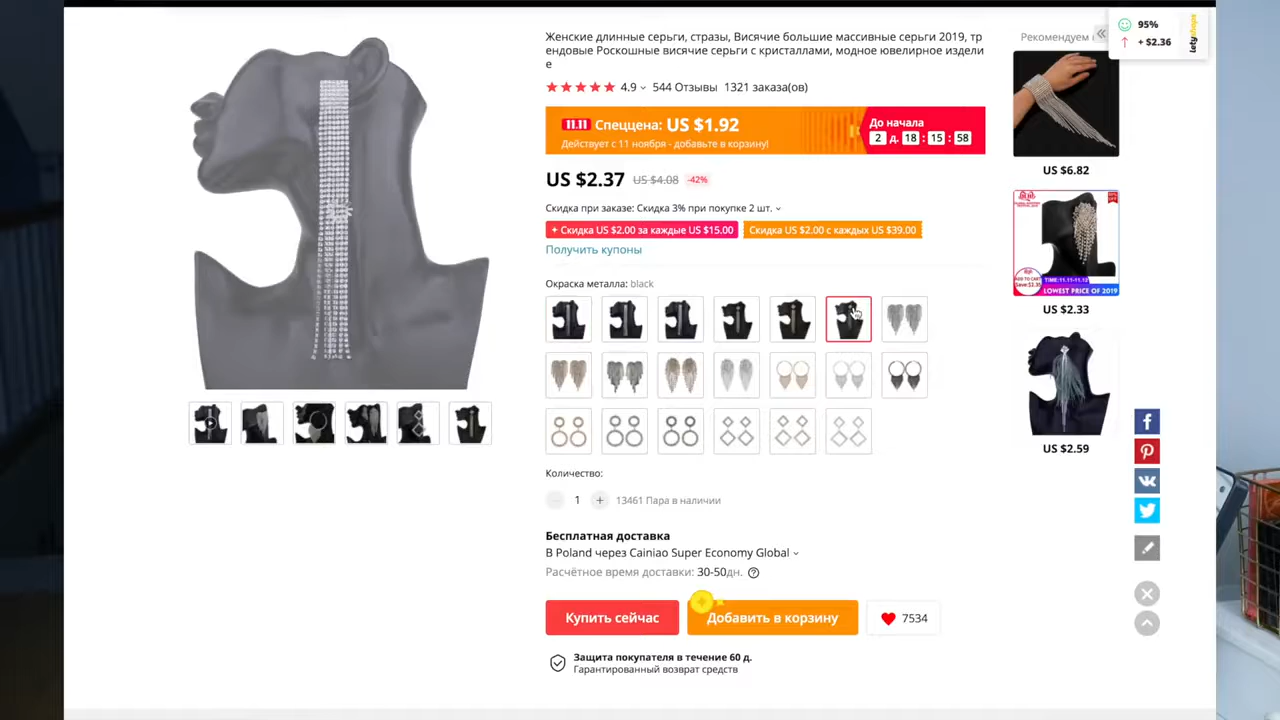 Женские длинные серьги, стразы, Висячие большие массивные серьги 2019, тр
ендовые Роскошные висячие серьги с кристаллами, модное ювелирное издели
е
4.9 544 Отзывы 1321 заказа(ов)
11.11 Спеццена: US $1.92
Действует с 11 ноября - добавьте в корзину!
До начала
2 д. 18 : 15 : 58
US $2.37 US $4.08 -42%
Скидка при заказе: Скидка 3% при покупке 2 шт.
+ Скидка US $2.00 за каждые US $15.00 Скидка US $2.00 с каждых US $39.00
Получить купоны
Окраска металла: black
Количество:
1 + 13461 Пара в наличии
Бесплатная доставка
В Poland через Cainiao Super Economy Global
Расчётное время доставки: 30-50дн. ?
Купить сейчас Добавить в корзину 7534
Защита покупателя в течение 60 д.
Гарантированный возврат средств
Рекомендуем
95%
+ $2.36
letyshops
US $6.82
TIME:11.11-11.12
LOWEST PRICE OF 2019
US $2.33
US $2.59